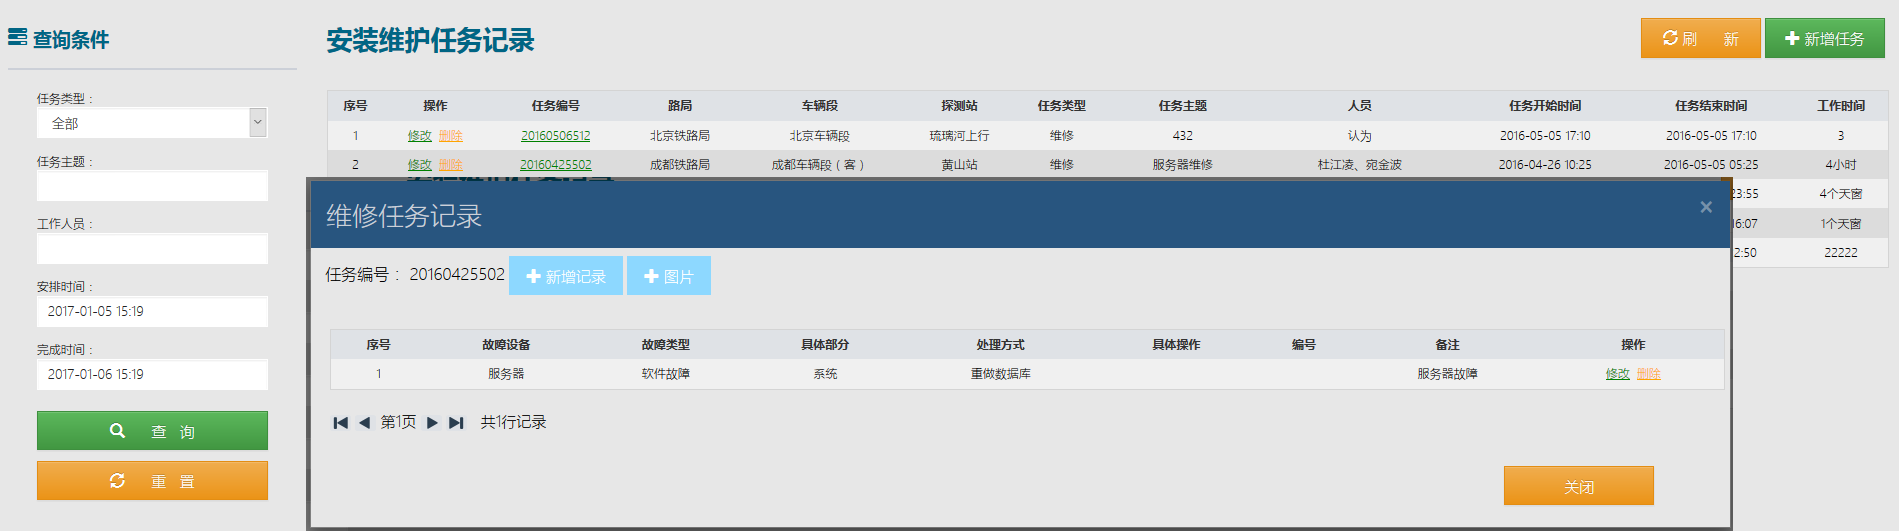 查询条件
任务类型：
全部
任务主题：
工作人员：
安排时间：
2017-01-05 15:19
完成时间：
2017-01-06 15:19
查 询
重 置
安装维护任务记录
刷 新
新增任务
序号 操作 任务编号 路局 车辆段 探测站 任务类型 任务主题 人员 任务开始时间 任务结束时间 工作时间
1 修改 删除 20160506512 北京铁路局 北京车辆段 琉璃河上行 维修 432 认为 2016-05-05 17:10 2016-05-05 17:10 3
2 修改 删除 20160425502 成都铁路局 成都车辆段（客） 黄山站 维修 服务器维修 杜江凌、宛金波 2016-04-26 10:25 2016-05-05 05:25 4小时
23:55 4个天窗
16:07 1个天窗
2:50 22222
维修任务记录
×
任务编号： 20160425502 新增记录 图片
序号 故障设备 故障类型 具体部分 处理方式 具体操作 编号 备注 操作
1 服务器 软件故障 系统 重做数据库 服务器故障 修改 删除
第1页 共1行记录
关闭